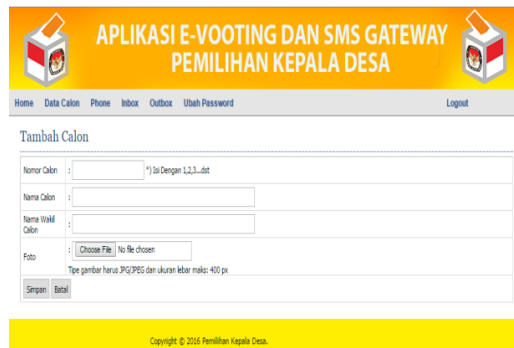 APLIKASI E-VOOTING DAN SMS GATEWAY
PEMILIHAN KEPALA DESA
Home Data Calon Phone Inbox Outbox Ubah Password Logout
Tambah Calon
Nomor Calon : *) Isi Dengan 1,2,3...dst
Nama Calon :
Nama Wakil
Calon :
Foto : Choose File No file chosen
Tipe gambar harus JPG/JPEG dan ukuran lebar maks: 400 px
Simpan Batal
Copyright © 2016 Pemilihan Kepala Desa.